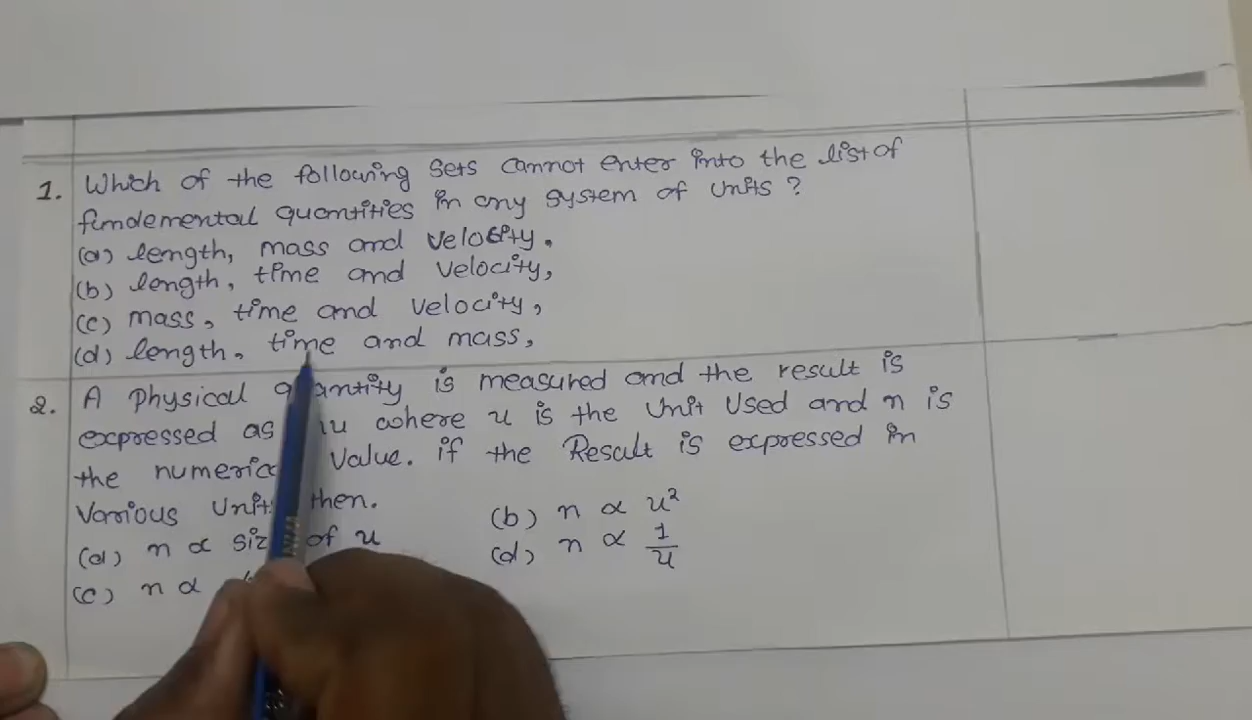 1. Which of the following Sets cannot enter into the list of
fundemental quantities in any system of Units ?
(a) length, mass and velocity.
(b) length, time and velocity,
(c) mass, time and velocity,
(d) length, time and mass,
2. A Physical quantity is measured and the result is
expressed as nu where u is the Unit Used and n is
the numerical Value. if the Result is expressed in
Various Units then.
(a) n ∝ size of u
(b) n ∝ u²
(c) n ∝
(d) n ∝ 1/u